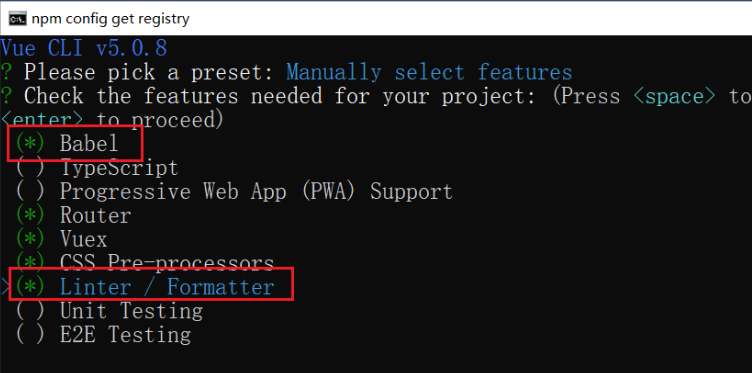 npm config get registry
Vue CLI v5.0.8
? Please pick a preset: Manually select features
? Check the features needed for your project: (Press <space> to
<enter> to proceed)
(*) Babel
( ) TypeScript
( ) Progressive Web App (PWA) Support
(*) Router
(*) Vuex
(*) CSS Pre-processors
>(*) Linter / Formatter
( ) Unit Testing
( ) E2E Testing